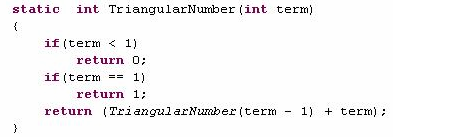 static  int TriangularNumber(int term)
{
    if(term < 1)
        return 0;
    if(term == 1)
        return 1;
    return (TriangularNumber(term - 1) + term);
}